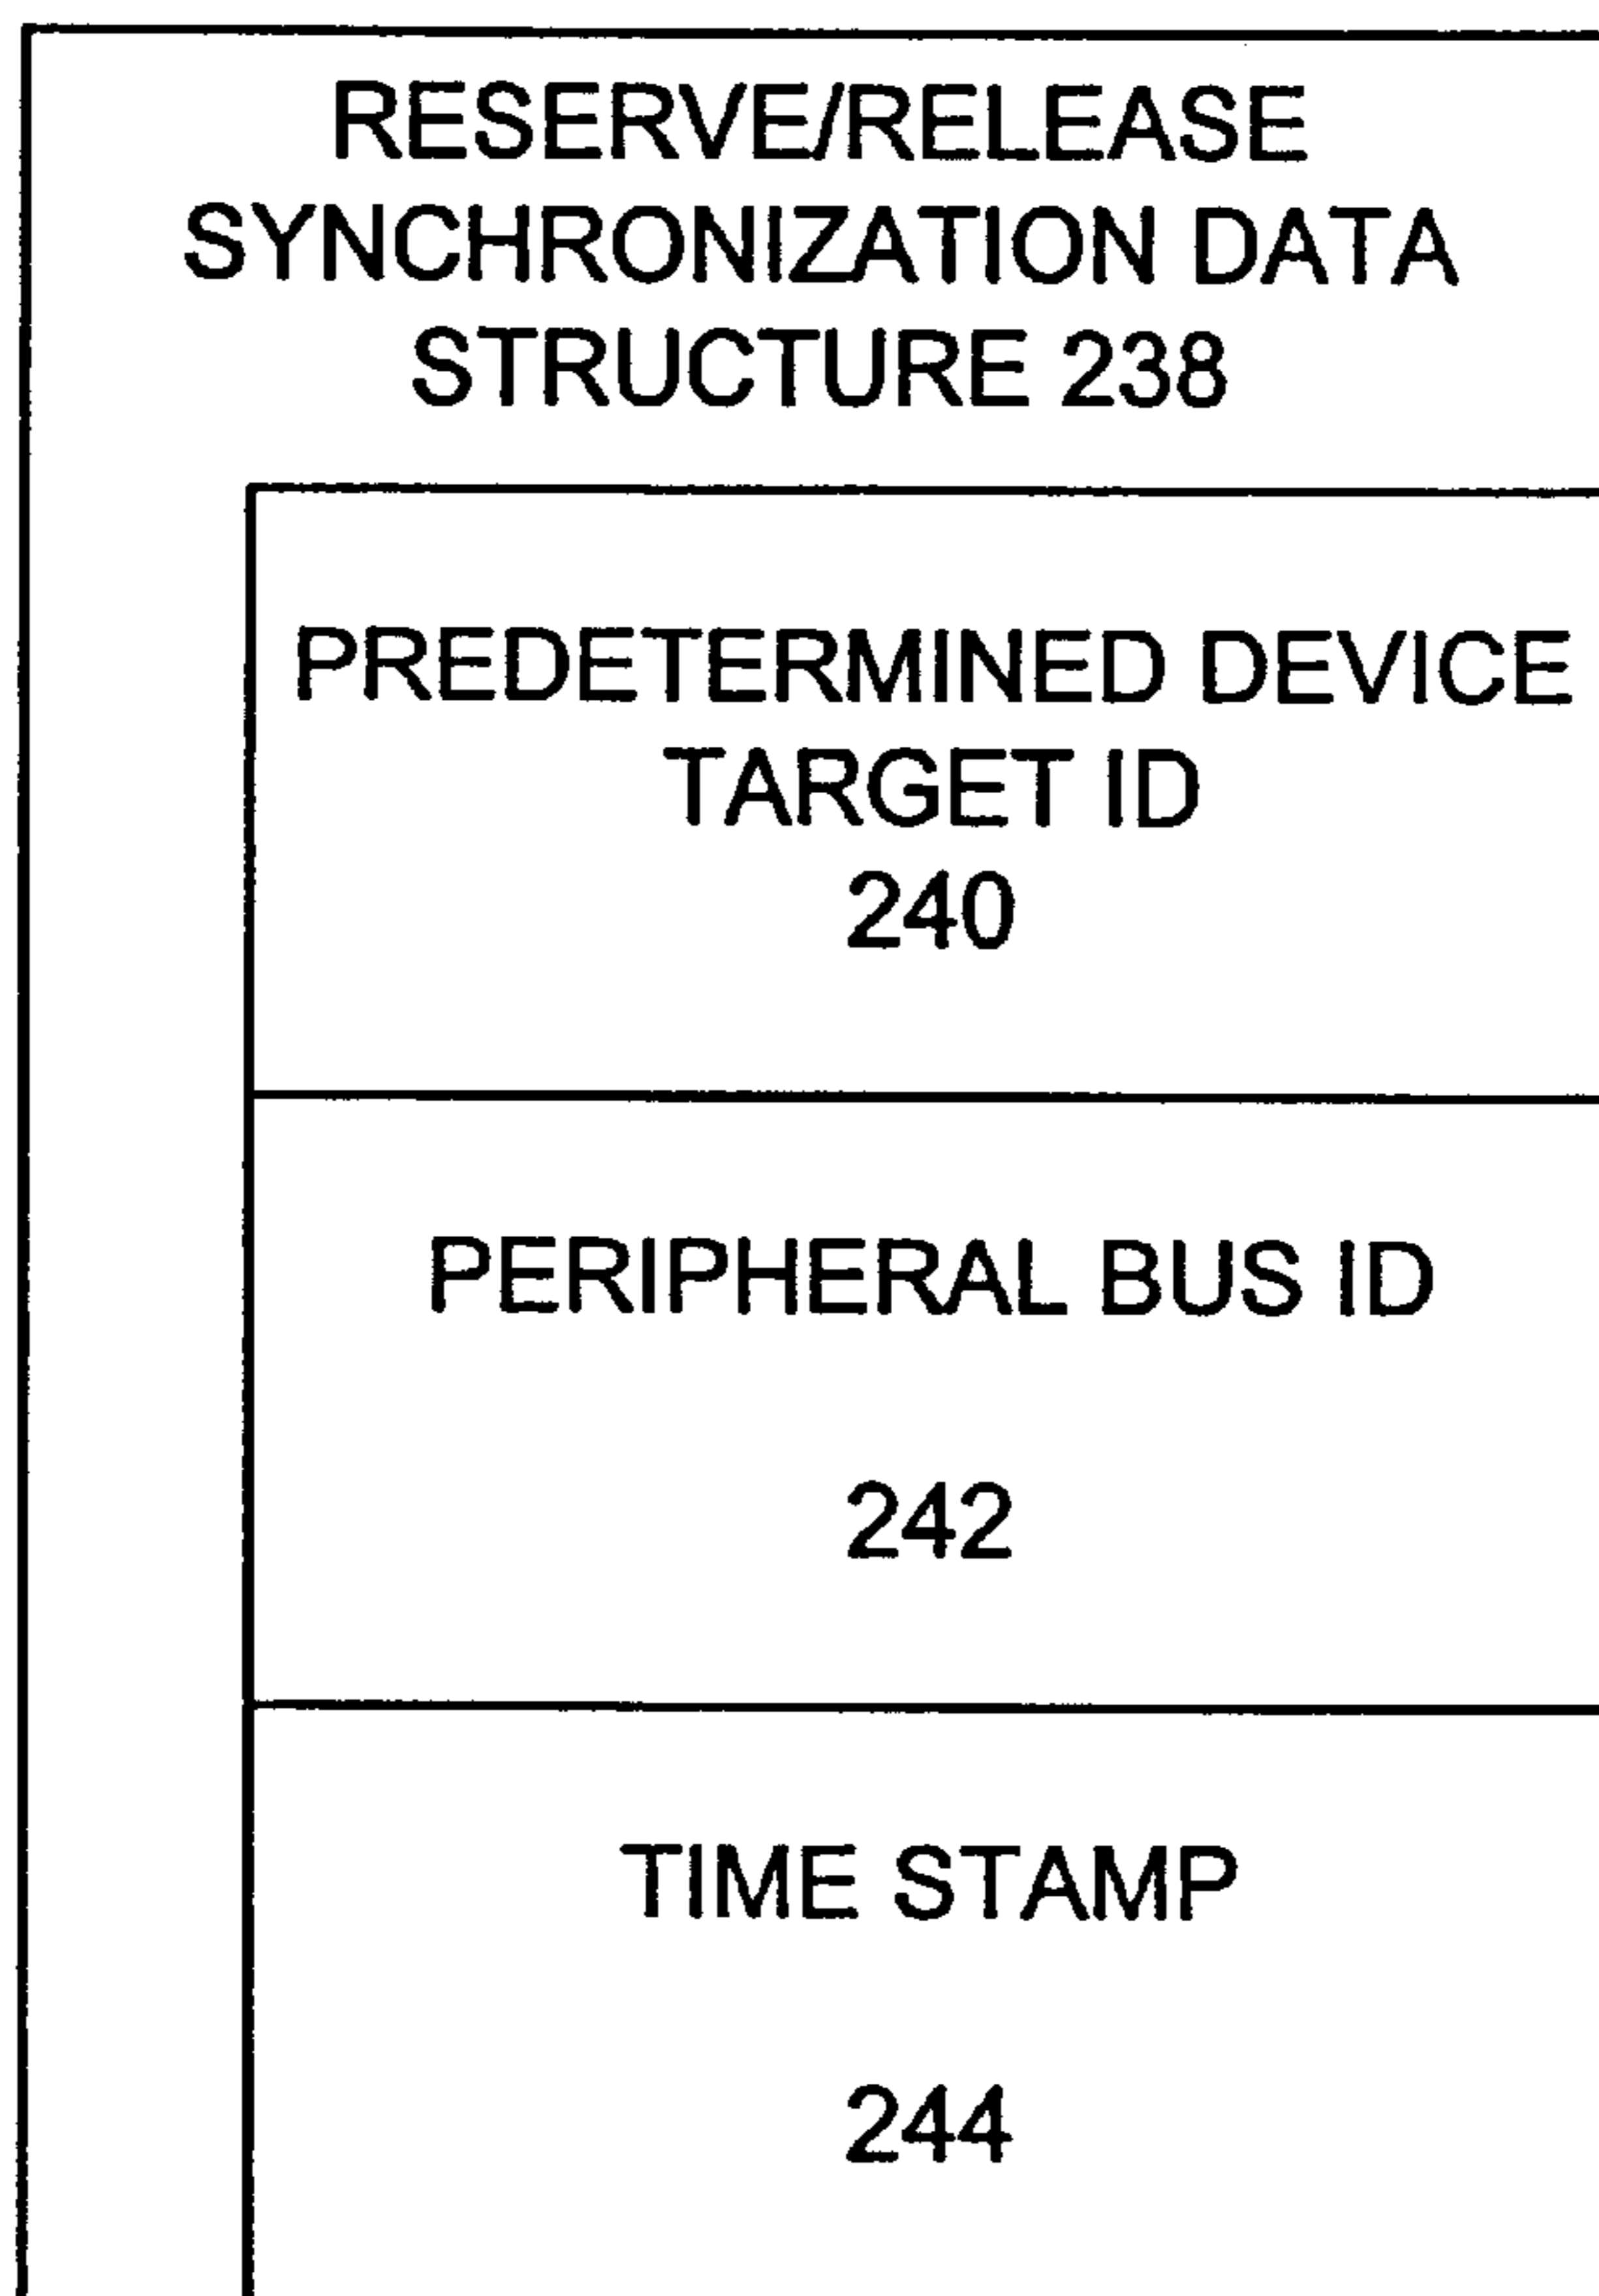 RESERVE/RELEASE
SYNCHRONIZATION DATA
STRUCTURE 238
PREDETERMINED DEVICE
TARGET ID
240
PERIPHERAL BUS ID
242
TIME STAMP
244